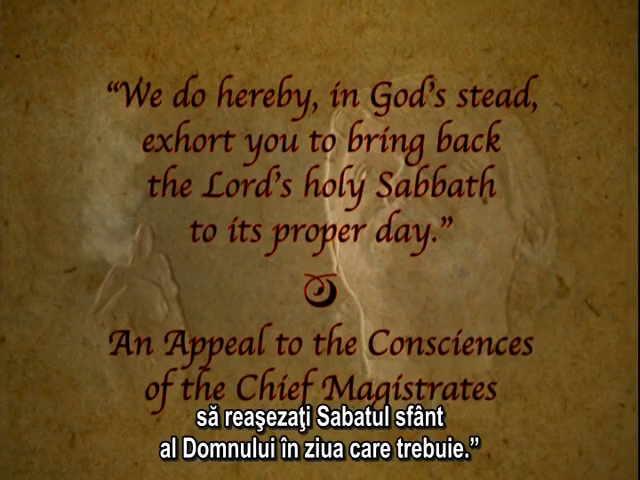 “We do hereby, in God's stead,
exhort you to bring back
the Lord's holy Sabbath
to its proper day.”
An Appeal to the Consciences
of the Chief Magistrates
să reaşezaţi Sabatul sfânt
al Domnului în ziua care trebuie.”